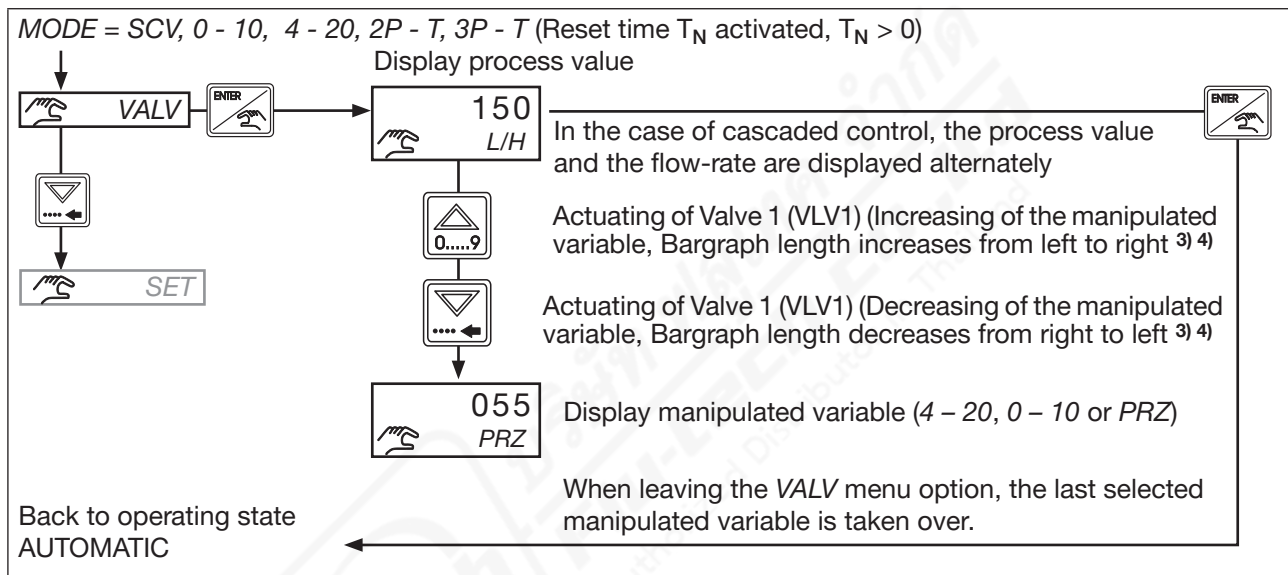 MODE = SCV, 0 - 10, 4 - 20, 2P - T, 3P - T (Reset time TN activated, TN > 0)
Display process value
VALV
ENTER
150
L/H
ENTER
In the case of cascaded control, the process value
and the flow-rate are displayed alternately
0.....9
Actuating of Valve 1 (VLV1) (Increasing of the manipulated
variable, Bargraph length increases from left to right 3) 4)
SET
Actuating of Valve 1 (VLV1) (Decreasing of the manipulated
variable, Bargraph length decreases from right to left 3) 4)
055
PRZ
Display manipulated variable (4 – 20, 0 – 10 or PRZ)
When leaving the VALV menu option, the last selected
manipulated variable is taken over.
Back to operating state
AUTOMATIC